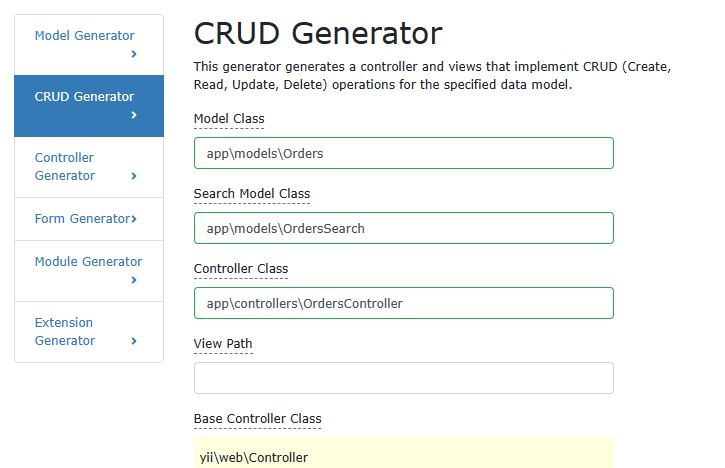 Model Generator
CRUD Generator
Controller
Generator
Form Generator
Module Generator
Extension
Generator
CRUD Generator
This generator generates a controller and views that implement CRUD (Create,
Read, Update, Delete) operations for the specified data model.
Model Class
app\models\Orders
Search Model Class
app\models\OrdersSearch
Controller Class
app\controllers\OrdersController
View Path
Base Controller Class
yii\web\Controller